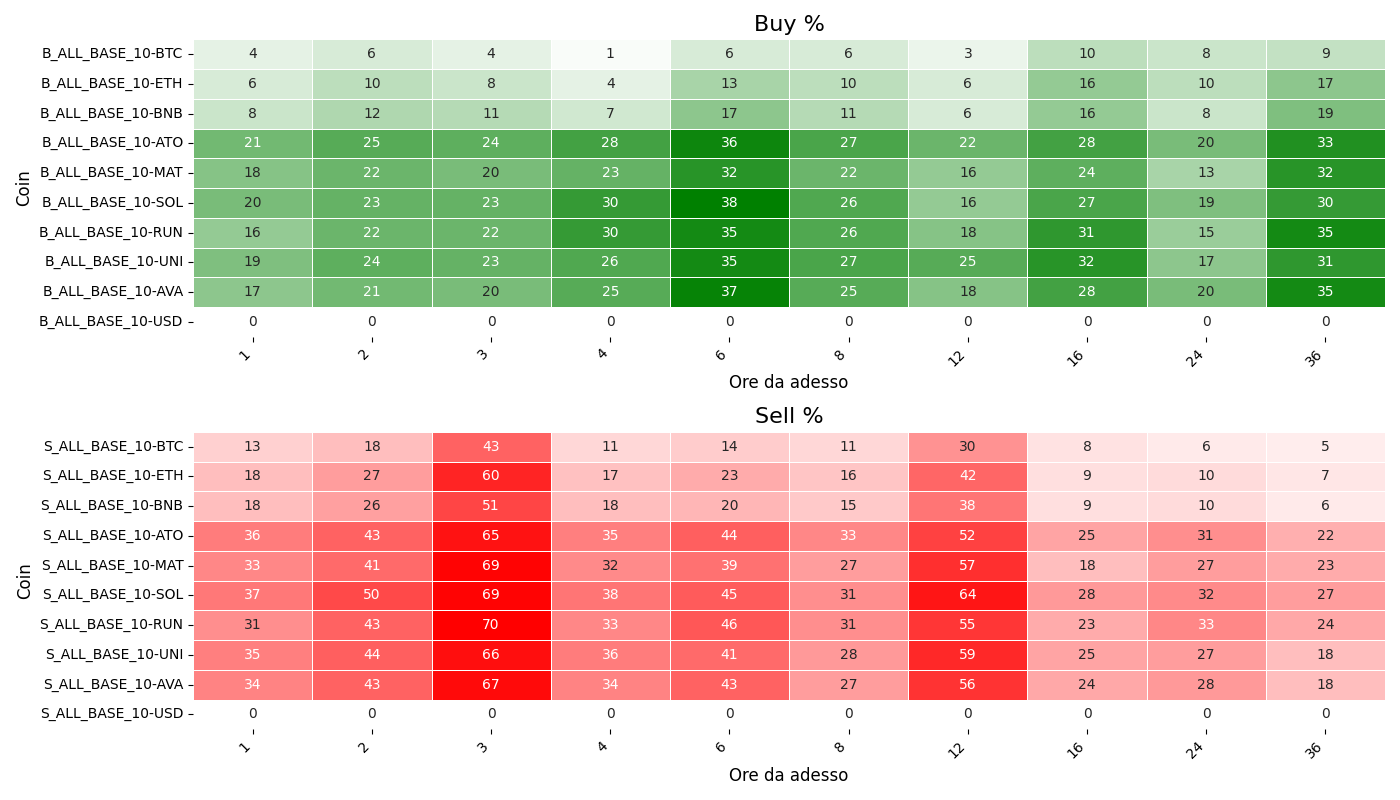 Buy %
Coin
B_ALL_BASE_10-BTC 4 6 4 1 6 6 3 10 8 9
B_ALL_BASE_10-ETH 6 10 8 4 13 10 6 16 10 17
B_ALL_BASE_10-BNB 8 12 11 7 17 11 6 16 8 19
B_ALL_BASE_10-ATO 21 25 24 28 36 27 22 28 20 33
B_ALL_BASE_10-MAT 18 22 20 23 32 22 16 24 13 32
B_ALL_BASE_10-SOL 20 23 23 30 38 26 16 27 19 30
B_ALL_BASE_10-RUN 16 22 22 30 35 26 18 31 15 35
B_ALL_BASE_10-UNI 19 24 23 26 35 27 25 32 17 31
B_ALL_BASE_10-AVA 17 21 20 25 37 25 18 28 20 35
B_ALL_BASE_10-USD 0 0 0 0 0 0 0 0 0 0
1 2 3 4 6 8 12 16 24 36
Ore da adesso
Sell %
Coin
S_ALL_BASE_10-BTC 13 18 43 11 14 11 30 8 6 5
S_ALL_BASE_10-ETH 18 27 60 17 23 16 42 9 10 7
S_ALL_BASE_10-BNB 18 26 51 18 20 15 38 9 10 6
S_ALL_BASE_10-ATO 36 43 65 35 44 33 52 25 31 22
S_ALL_BASE_10-MAT 33 41 69 32 39 27 57 18 27 23
S_ALL_BASE_10-SOL 37 50 69 38 45 31 64 28 32 27
S_ALL_BASE_10-RUN 31 43 70 33 46 31 55 23 33 24
S_ALL_BASE_10-UNI 35 44 66 36 41 28 59 25 27 18
S_ALL_BASE_10-AVA 34 43 67 34 43 27 56 24 28 18
S_ALL_BASE_10-USD 0 0 0 0 0 0 0 0 0 0
1 2 3 4 6 8 12 16 24 36
Ore da adesso